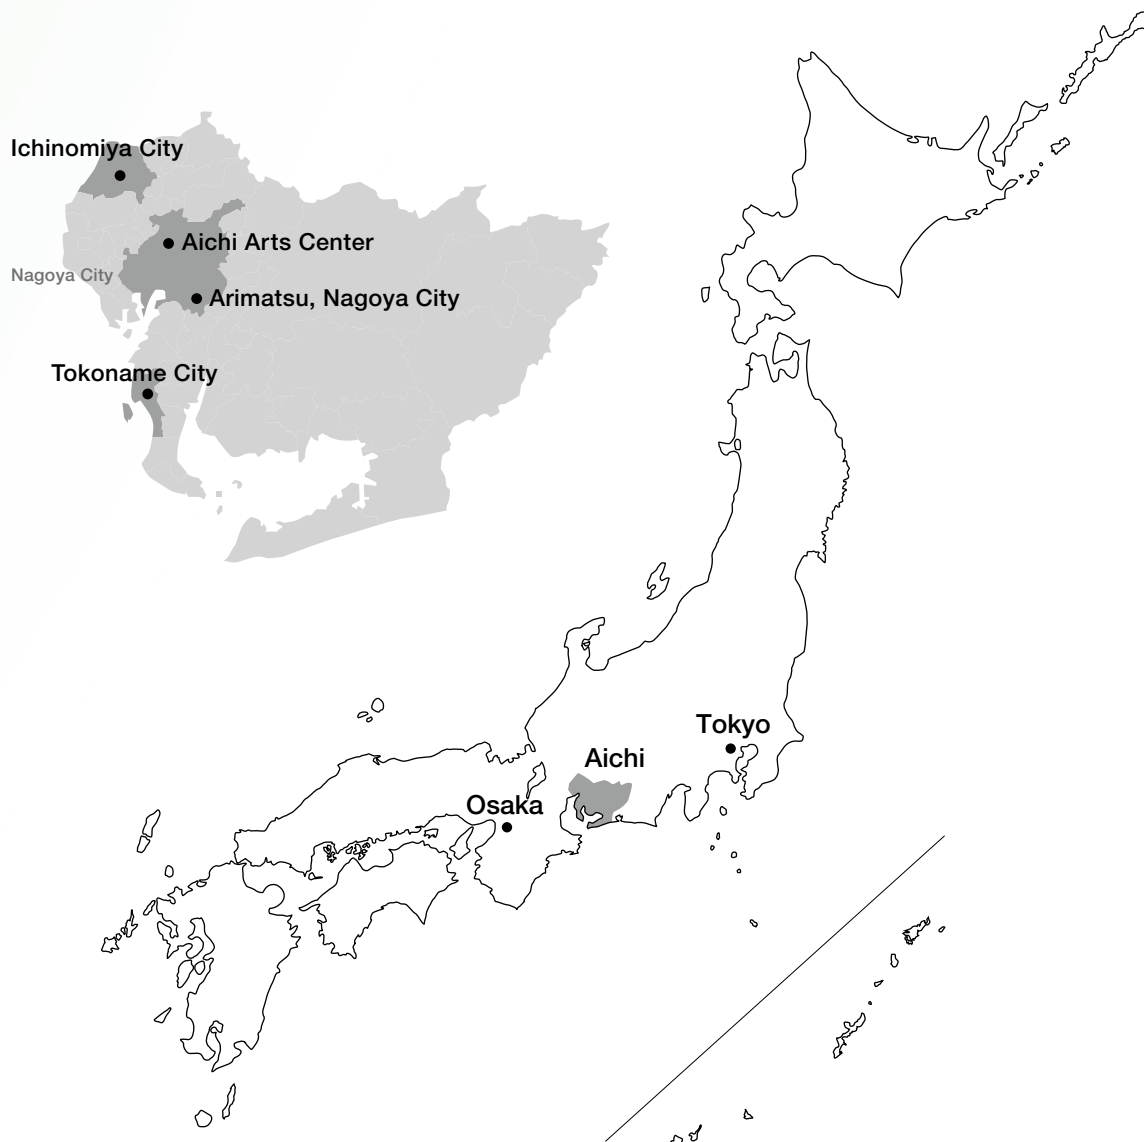 Ichinomiya City
Aichi Arts Center
Nagoya City
Arimatsu, Nagoya City
Tokoname City
Tokyo
Aichi
Osaka